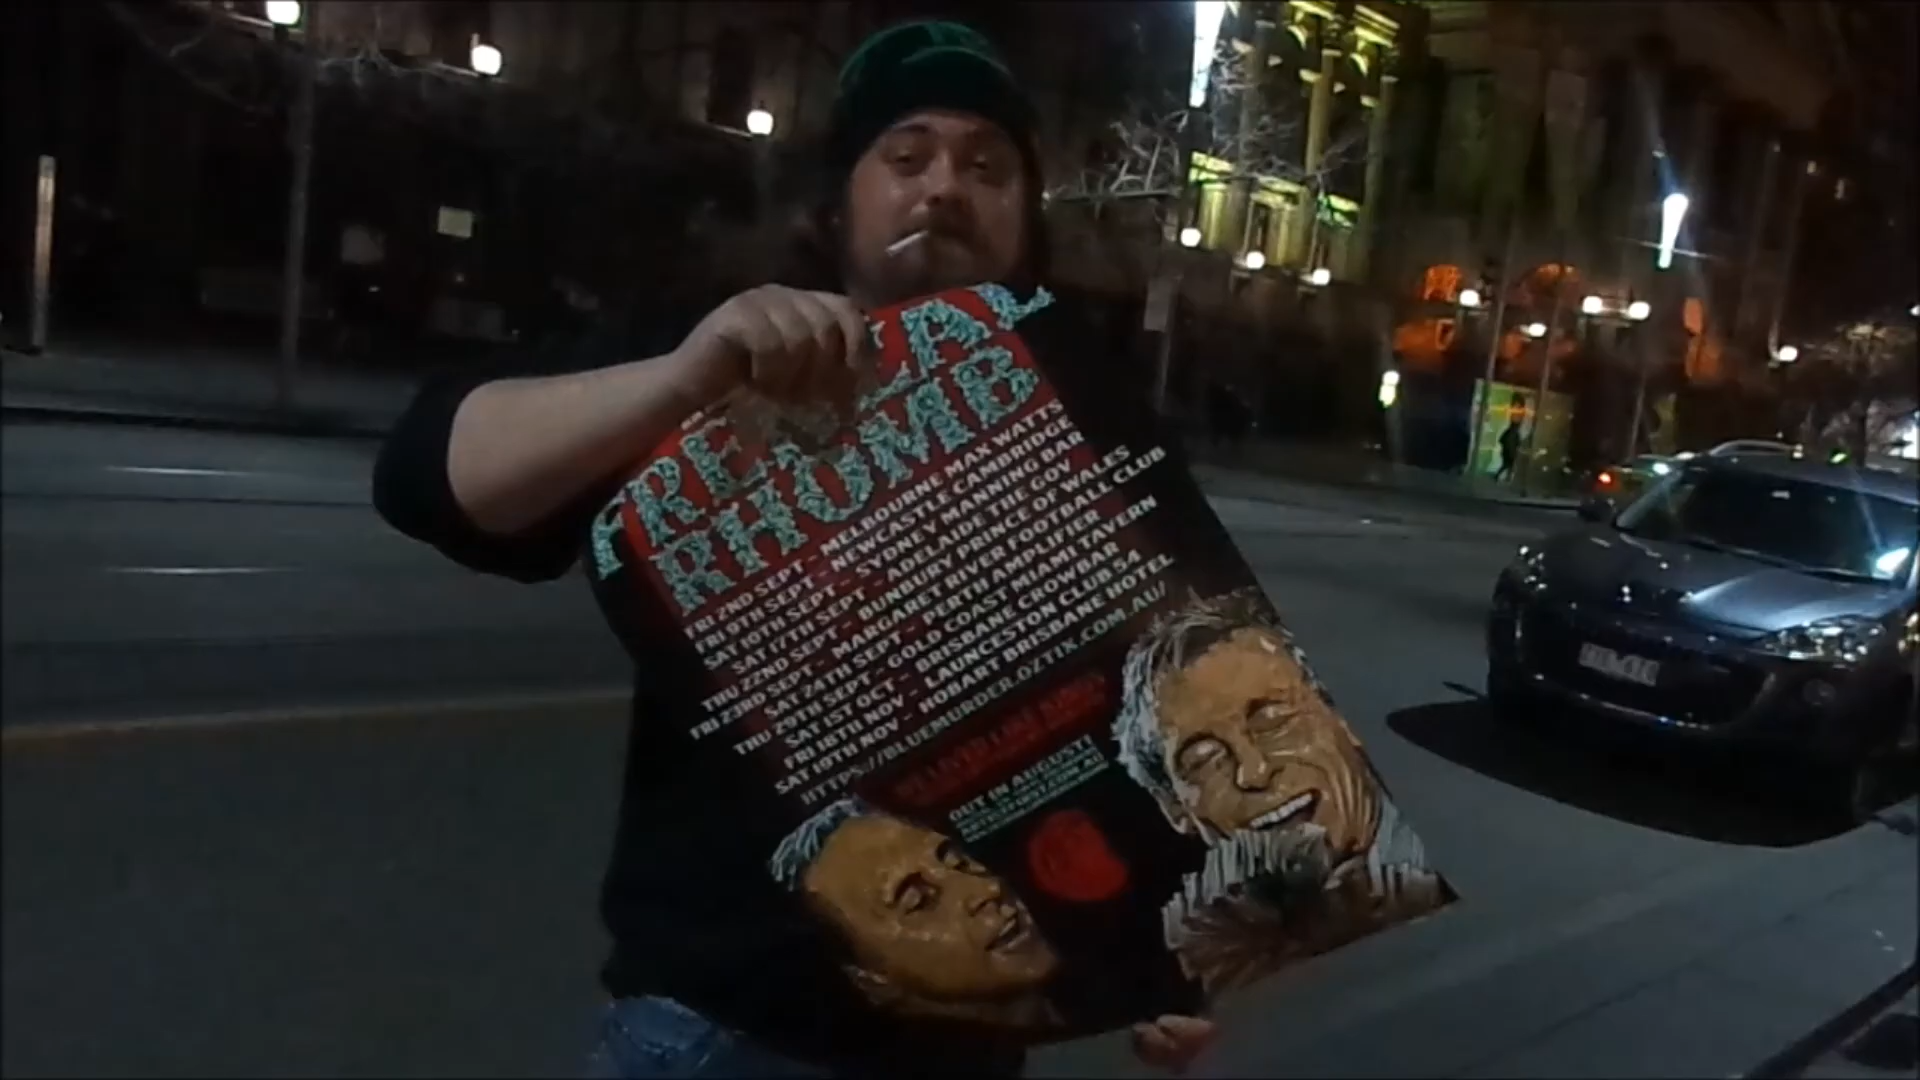 FRE ZAL
RHOMB
FRI 2ND SEPT - MELBOURNE MAX WATTS
FRI 9TH SEPT - NEWCASTLE CAMBRIDGE
SAT 10TH SEPT - SYDNEY MANNING BAR
SAT 17TH SEPT - ADELAIDE THE GOV
THU 22ND SEPT - BUNBURY PRINCE OF WALES
FRI 23RD SEPT - MARGARET RIVER FOOTBALL CLUB
SAT 24TH SEPT - PERTH AMPLIFIER
THU 29TH SEPT - GOLD COAST MIAMI TAVERN
SAT 1ST OCT - BRISBANE CROWBAR
FRI 18TH NOV - LAUNCESTON CLUB 54
SAT 19TH NOV - HOBART BRISBANE HOTEL
HTTPS://BLUEMURDER.OZTIX.COM.AU/
OUT IN AUGUST!